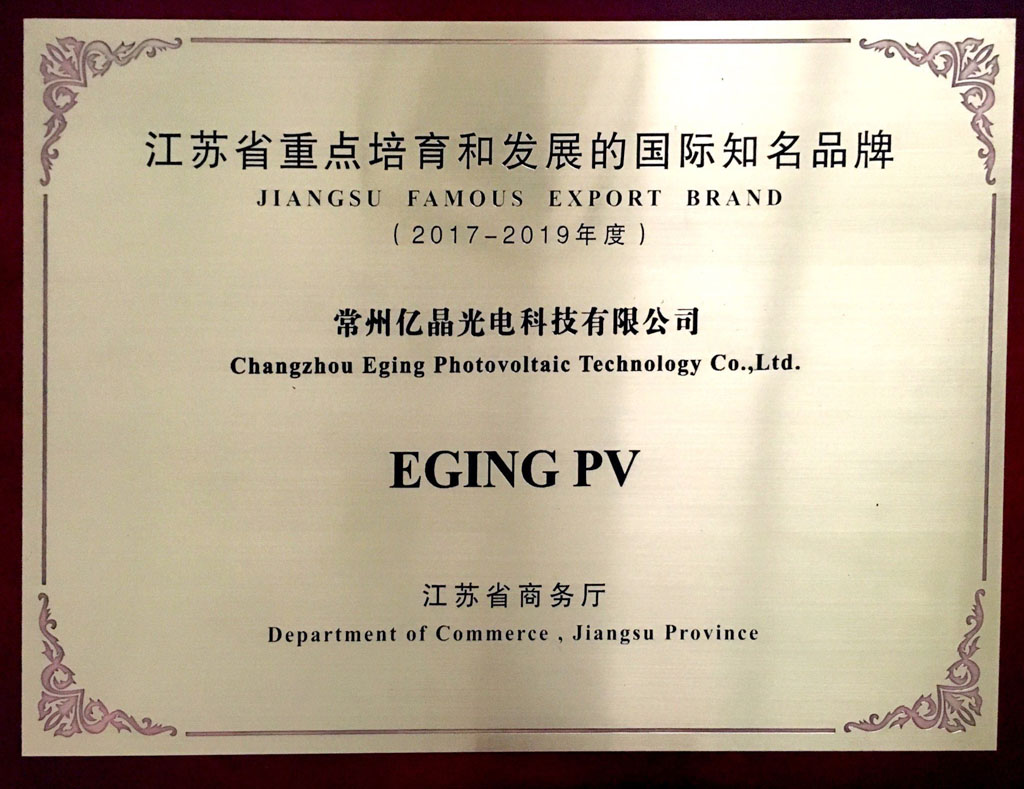 江苏省重点培育和发展的国际知名品牌
JIANGSU FAMOUS EXPORT BRAND
（2017-2019年度）
常州亿晶光电科技有限公司
Changzhou Eging Photovoltaic Technology Co.,Ltd.
EGING PV
江苏省商务厅
Department of Commerce , Jiangsu Province